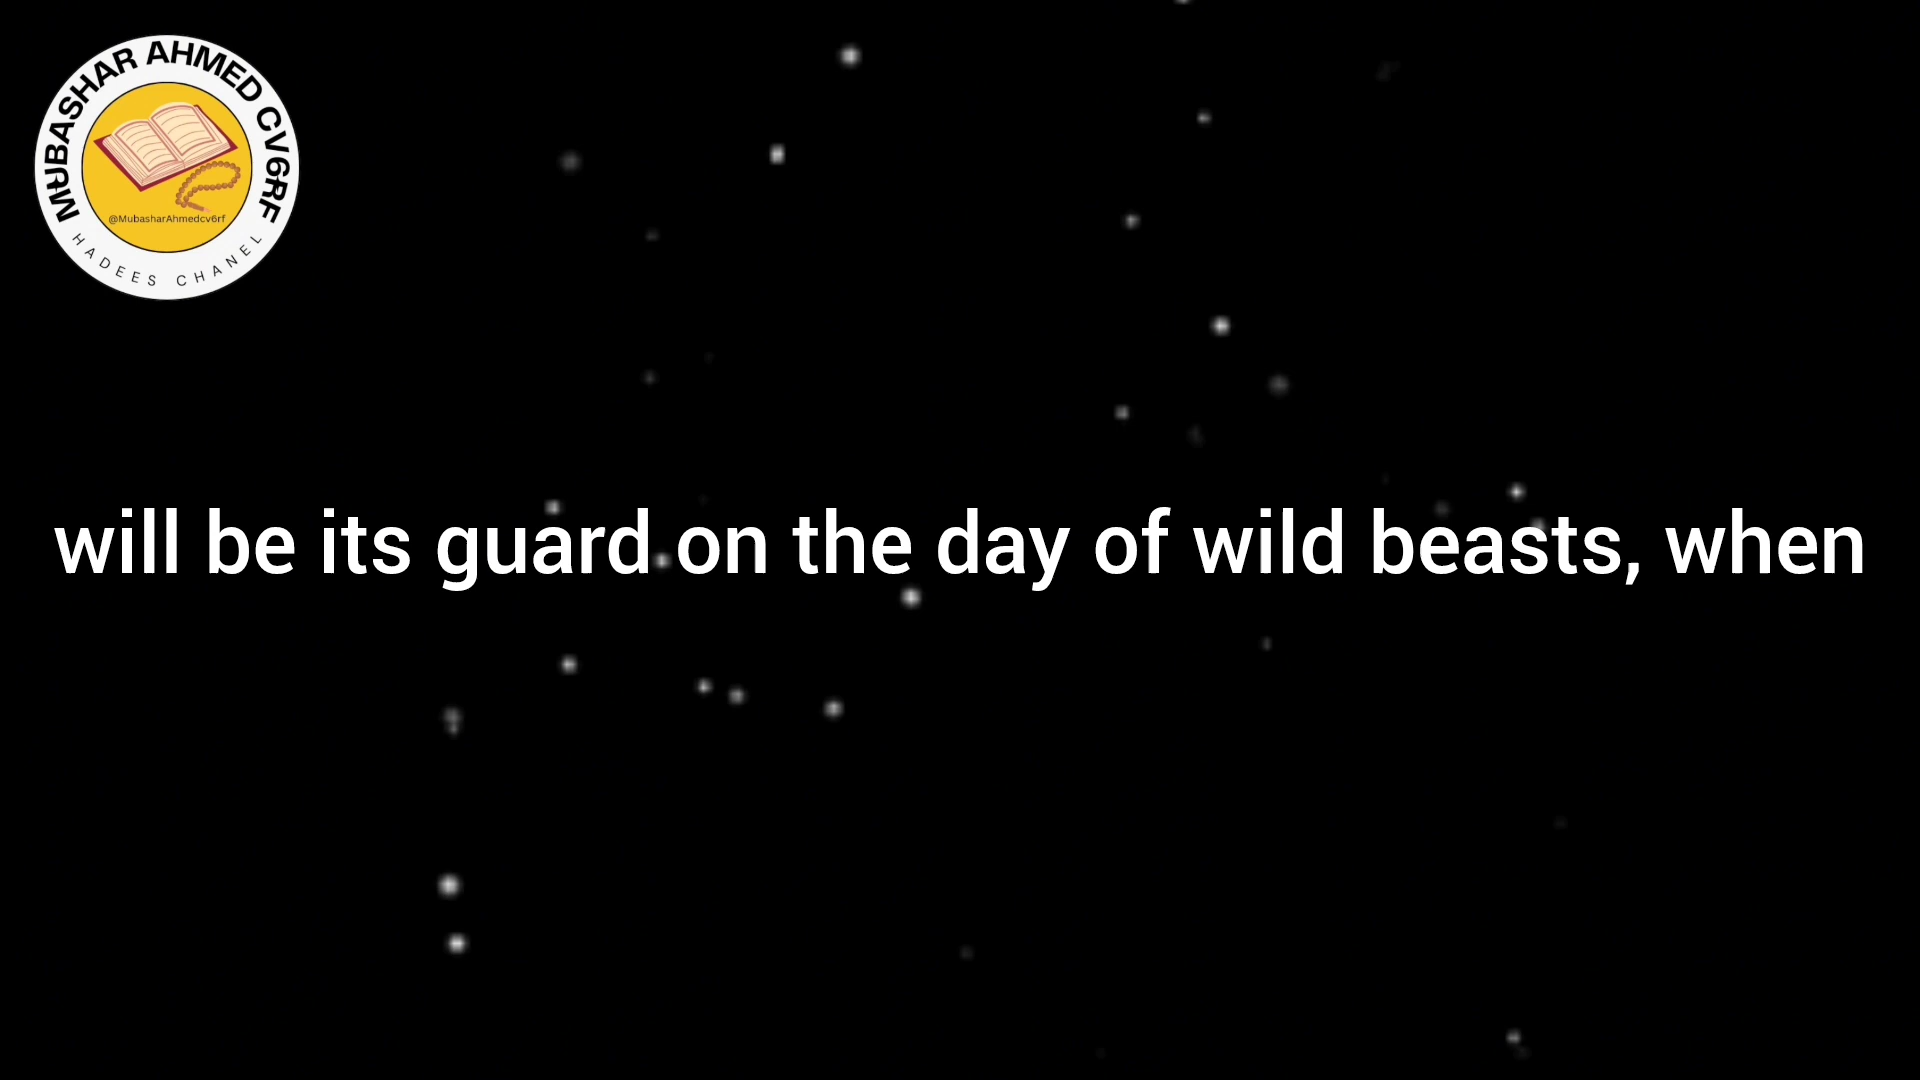 MUBASHAR AHMED CV6RF
@MubasharAhmedcv6rf
HADEES CHANEL
will be its guard on the day of wild beasts, when